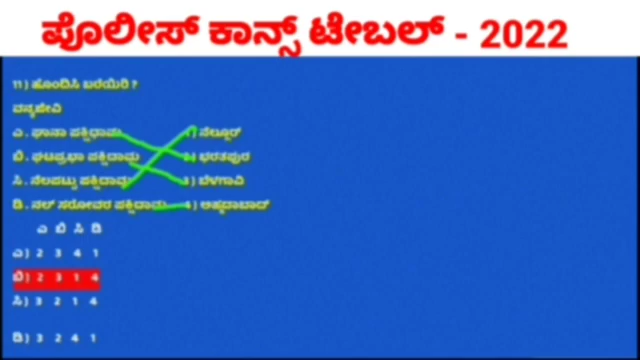 ಪೊಲೀಸ್ ಕಾನ್ಸ್ ಟೇಬಲ್ - 2022
11) ಹೊಂದಿಸಿ ಬರೆಯಿರಿ ?
ವನ್ಯಜೀವಿ
ಎ. ಘಾನಾ ಪಕ್ಷಿಧಾಮ 1) ನೆಲ್ಲೂರ್
ಬಿ. ಘಟಪ್ರಭಾ ಪಕ್ಷಿಧಾಮ 2) ಭರತಪುರ
ಸಿ. ನೆಲಪಟ್ಟು ಪಕ್ಷಿಧಾಮ 3) ಬೆಳಗಾವಿ
ಡಿ. ನಲ್ ಸರೋವರ ಪಕ್ಷಿಧಾಮ 4) ಅಹ್ಮದಾಬಾದ್
ಎ ಬಿ ಸಿ ಡಿ
ಎ) 2 3 4 1
ಬಿ) 2 3 1 4
ಸಿ) 3 2 1 4
ಡಿ) 3 2 4 1